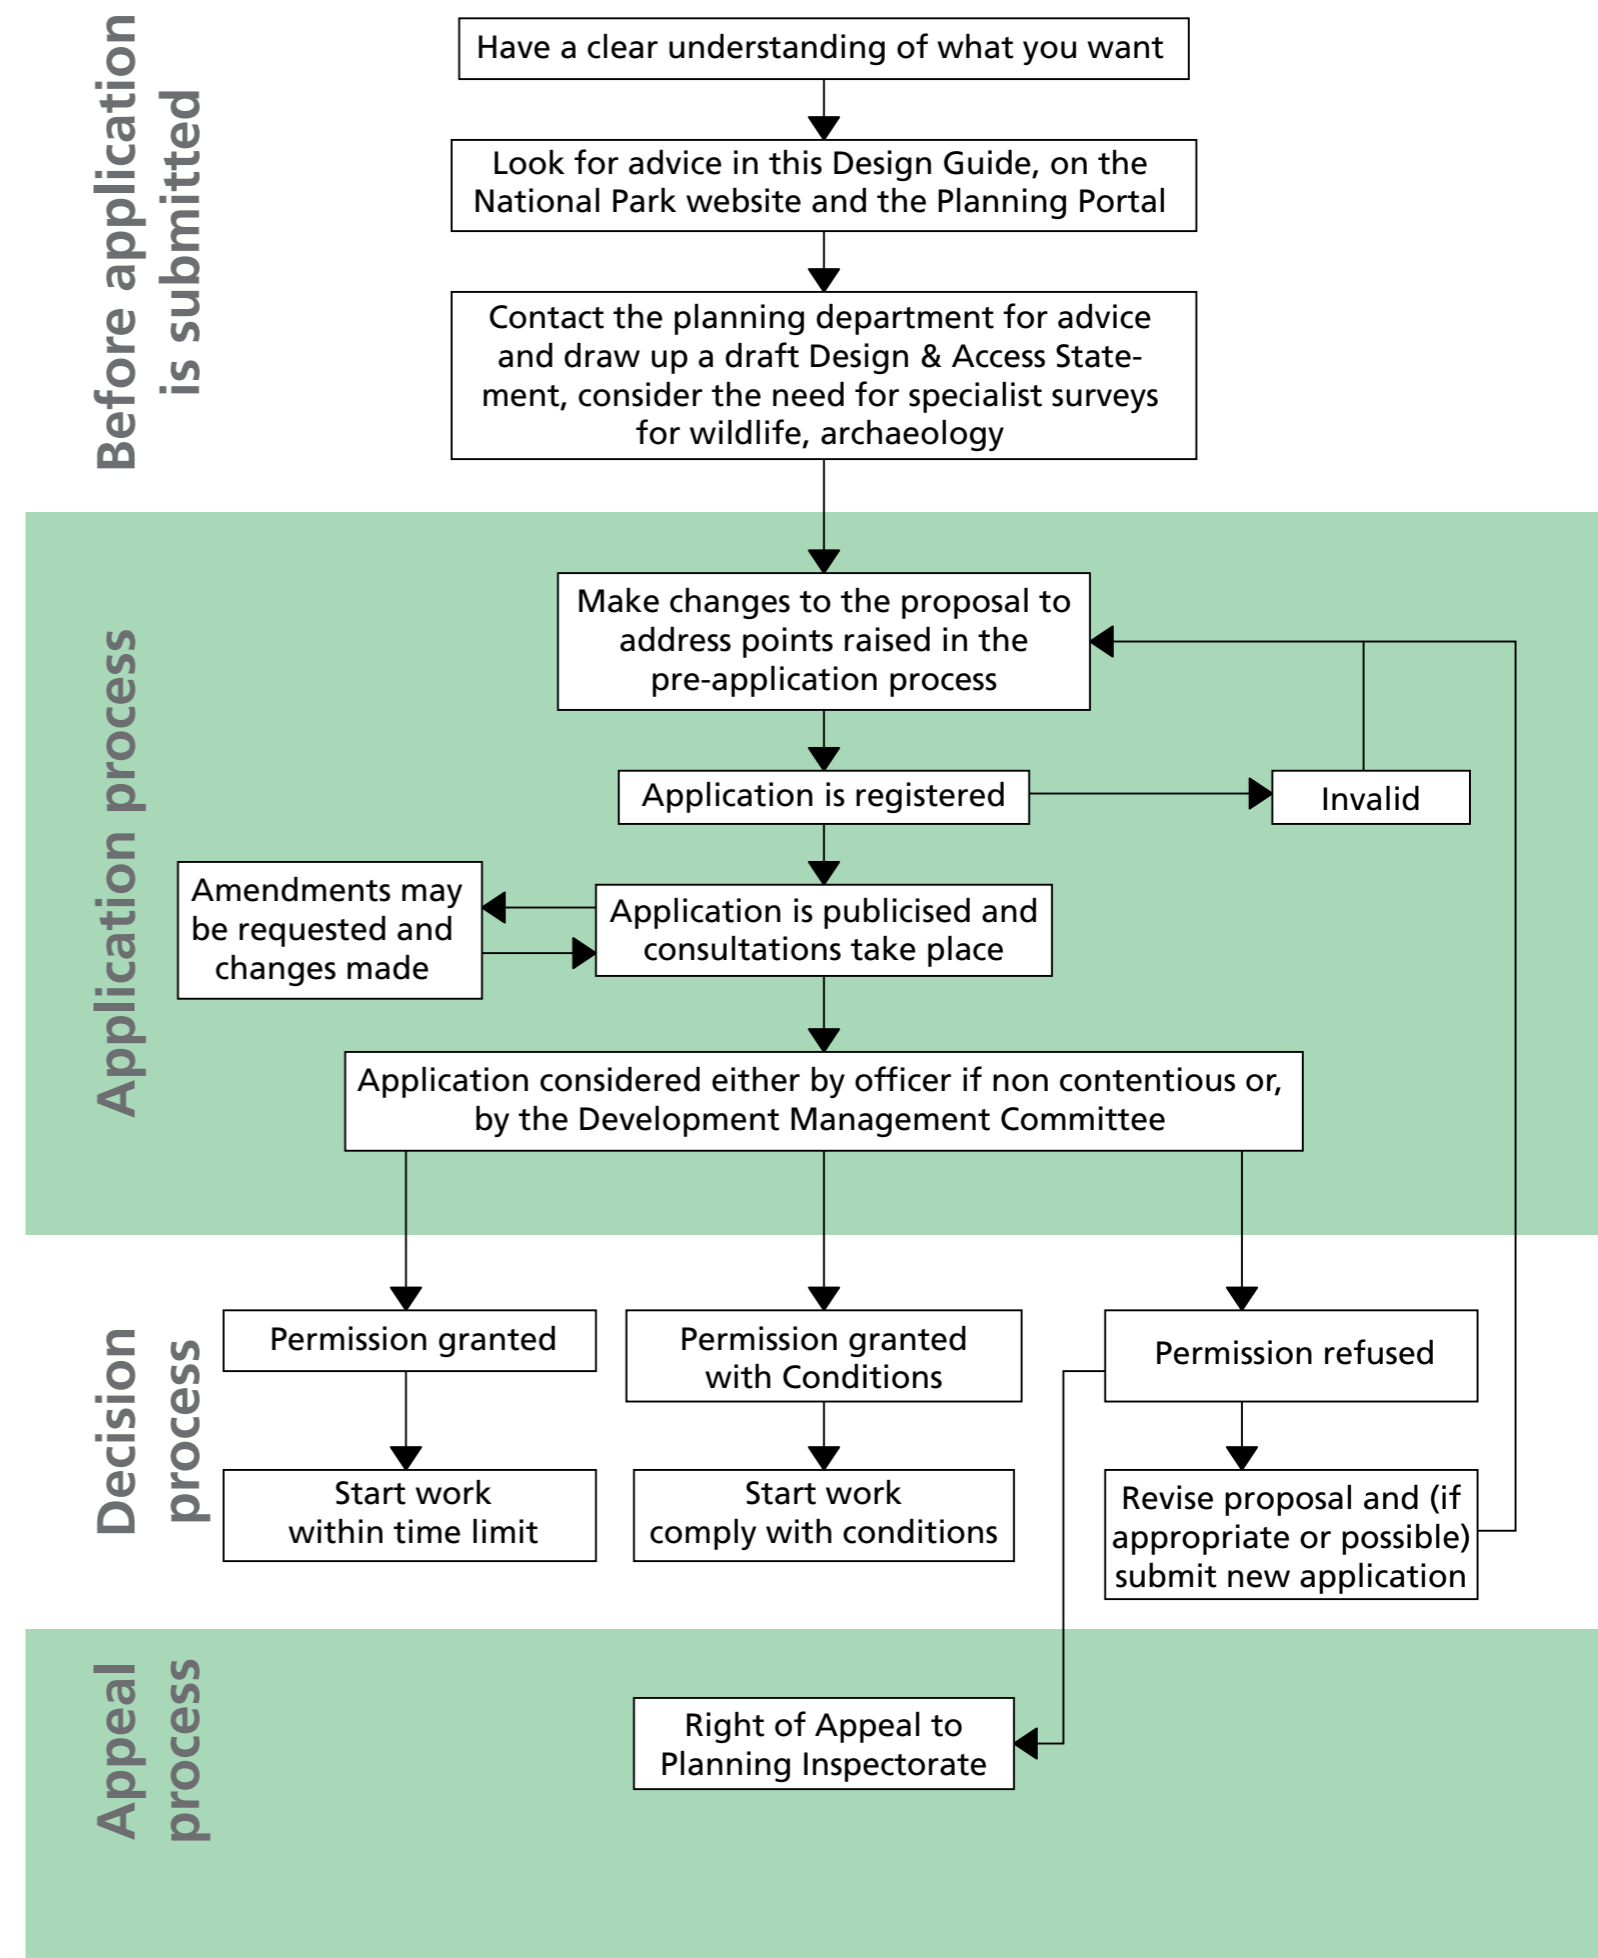 Before application
is submitted
Have a clear understanding of what you want
Look for advice in this Design Guide, on the
National Park website and the Planning Portal
Contact the planning department for advice
and draw up a draft Design & Access State-
ment, consider the need for specialist surveys
for wildlife, archaeology
Application process
Make changes to the proposal to
address points raised in the
pre-application process
Application is registered
Invalid
Amendments may
be requested and
changes made
Application is publicised and
consultations take place
Application considered either by officer if non contentious or,
by the Development Management Committee
Decision
process
Permission granted
Permission granted
with Conditions
Permission refused
Start work
within time limit
Start work
comply with conditions
Revise proposal and (if
appropriate or possible)
submit new application
Appeal
process
Right of Appeal to
Planning Inspectorate